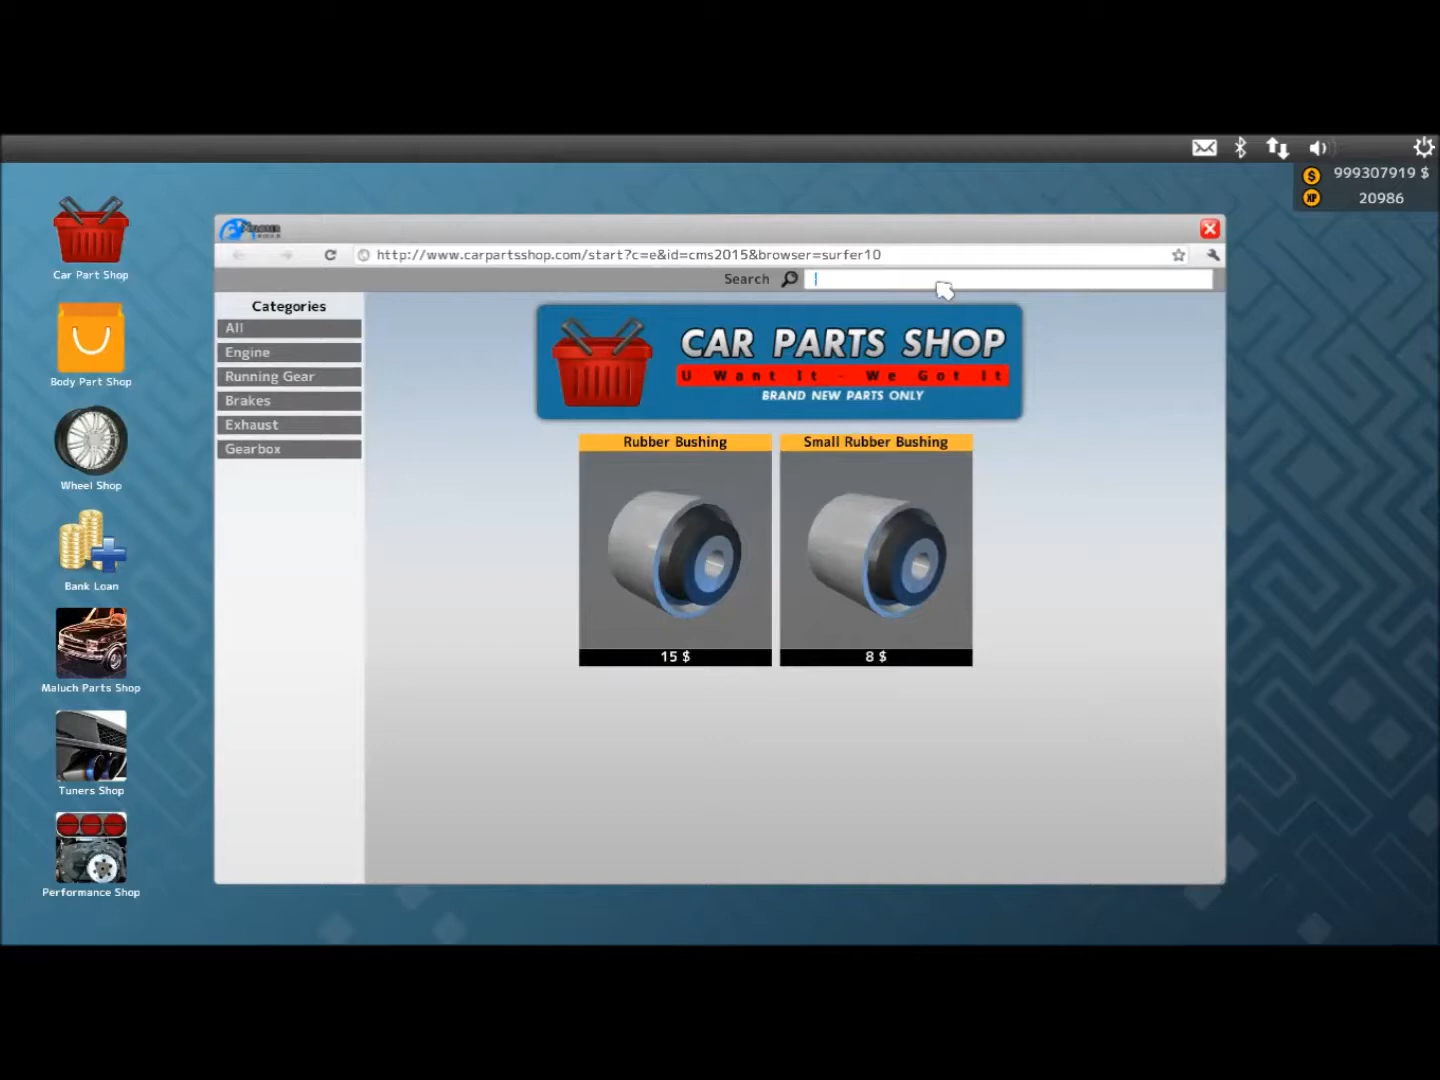 999307919 $
XP
20986
Car Part Shop
Body Part Shop
Wheel Shop
Bank Loan
Maluch Parts Shop
Tuners Shop
Performance Shop
http://www.carpartsshop.com/start?c=e&id=cms2015&browser=surfer10
Search
Categories
All
Engine
Running Gear
Brakes
Exhaust
Gearbox
CAR PARTS SHOP
U Want It - We Got It
BRAND NEW PARTS ONLY
Rubber Bushing
15 $
Small Rubber Bushing
8 $